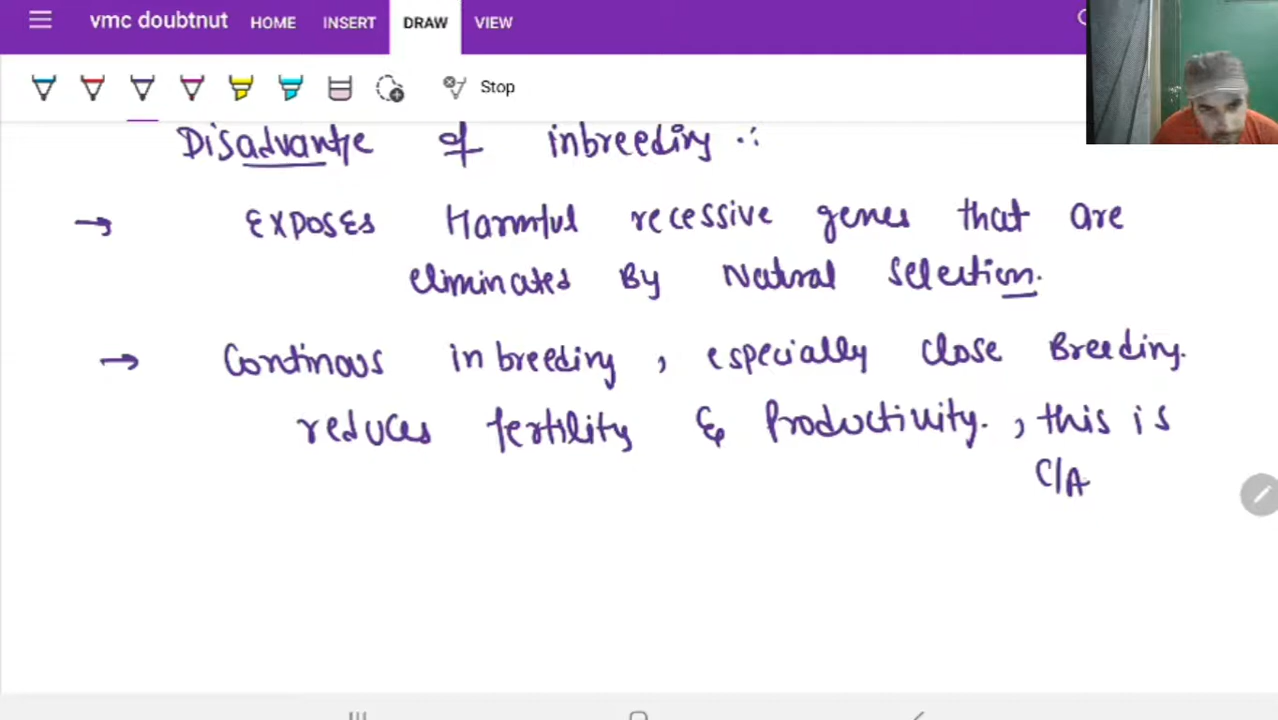 vmc doubtnut HOME INSERT DRAW VIEW
Stop
Disadvantge of inbreeding :
→ Exposes Harmful recessive genes that are
eliminated By Natural Selection.
→ Continous inbreeding, especially close Breeding.
reduces fertility & Productivity. , this is
C/A